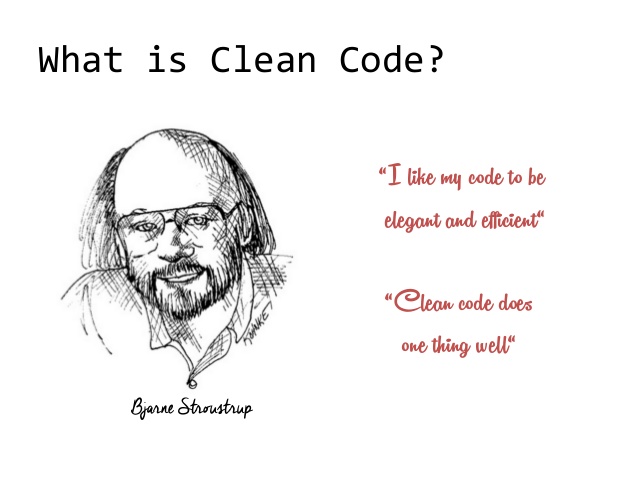 What is Clean Code?
“I like my code to be
elegant and efficient“
“Clean code does
one thing well“
Bjarne Stroustrup